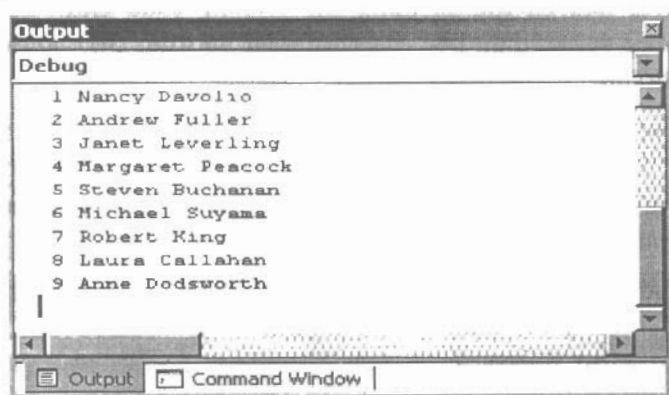 Output
Debug
1 Nancy Davolio
2 Andrew Fuller
3 Janet Leverling
4 Margaret Peacock
5 Steven Buchanan
6 Michael Suyama
7 Robert King
8 Laura Callahan
9 Anne Dodsworth
Output Command Window